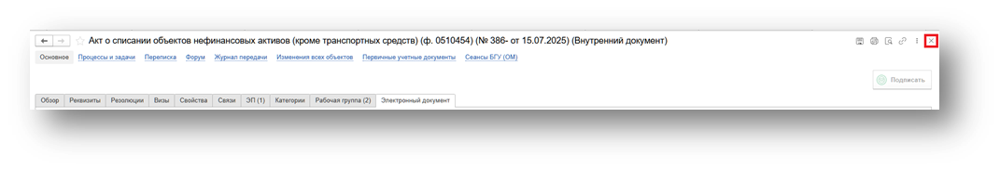 Акт о списании объектов нефинансовых активов (кроме транспортных средств) (ф. 0510454) (№ 386- от 15.07.2025) (Внутренний документ)
Основное Процессы и задачи Переписка Форум Журнал передачи Изменения всех объектов Первичные учетные документы Сеансы БГУ (ОМ)
Подписать
Обзор Реквизиты Резолюции Визы Свойства Связи ЭП (1) Категории Рабочая группа (2) Электронный документ